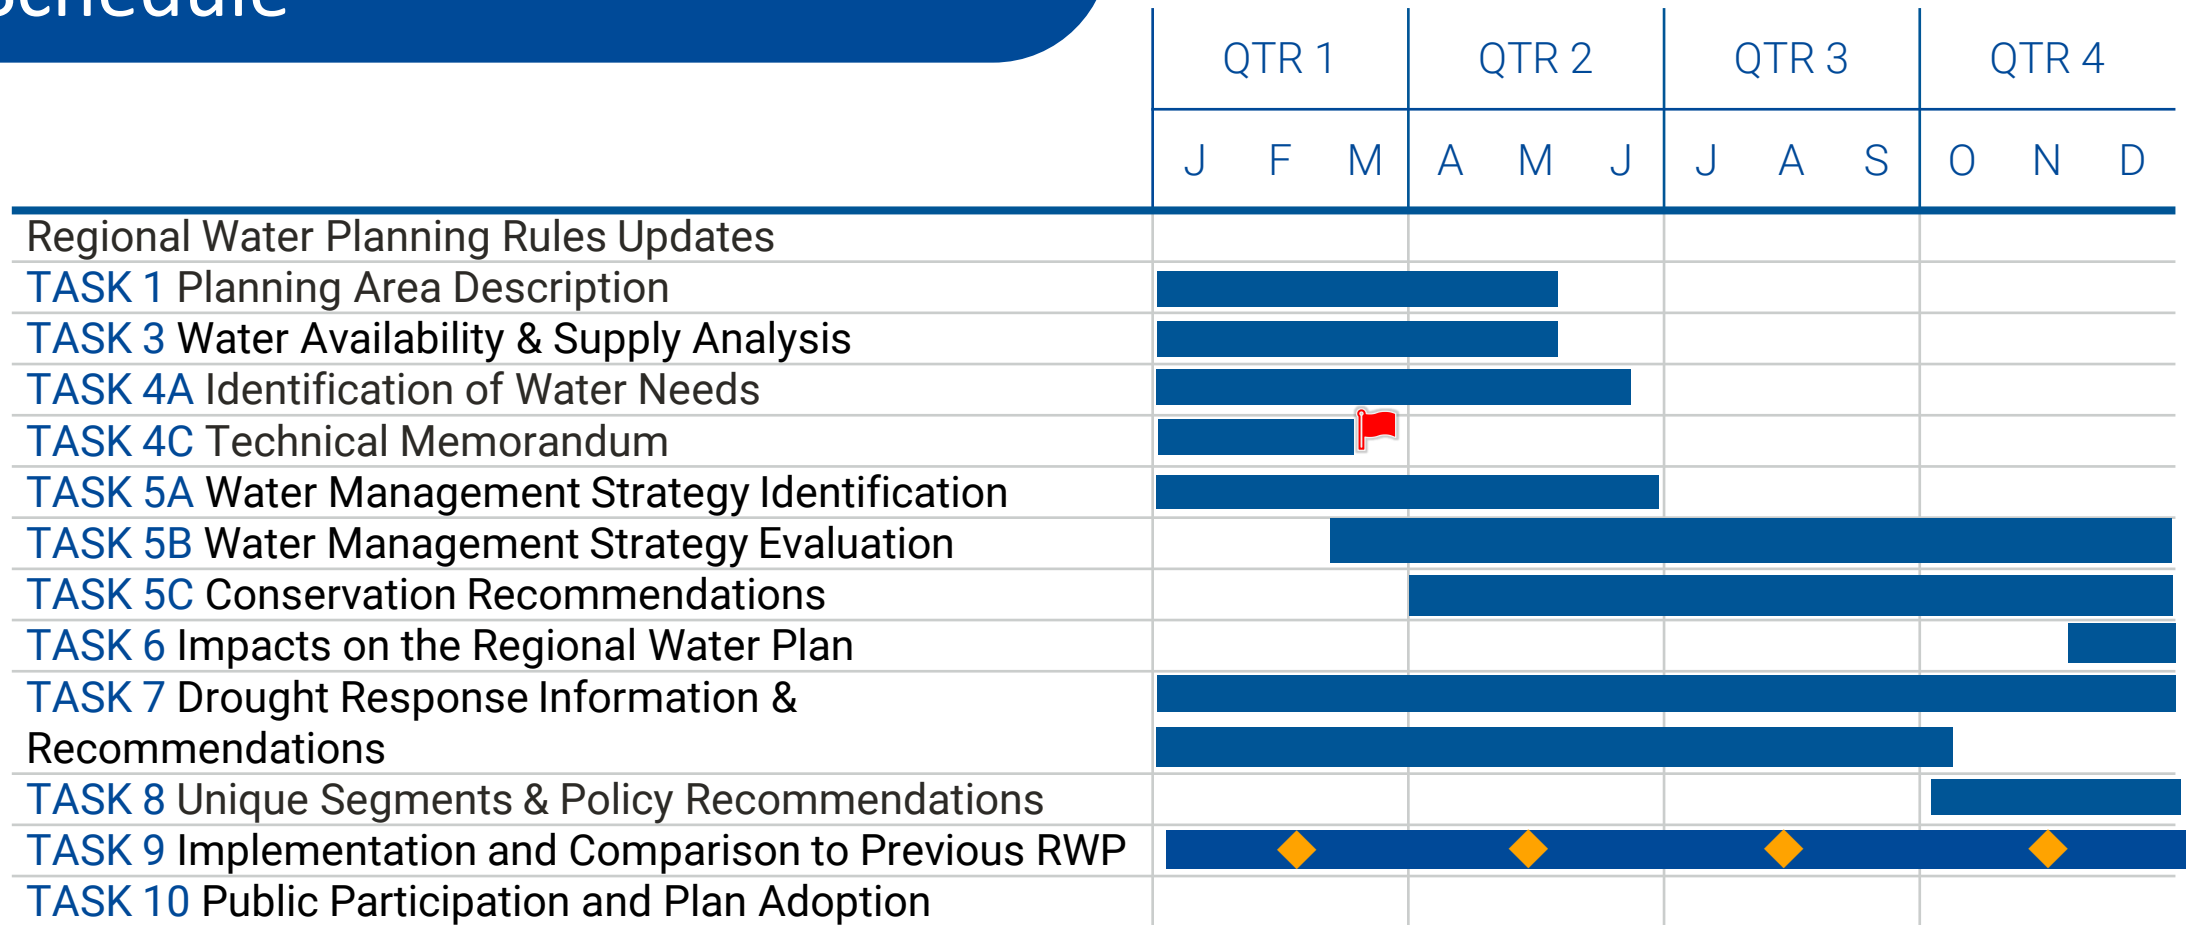 QTR 1 QTR 2 QTR 3 QTR 4
J F M A M J J A S O N D
Regional Water Planning Rules Updates
TASK 1 Planning Area Description
TASK 3 Water Availability & Supply Analysis
TASK 4A Identification of Water Needs
TASK 4C Technical Memorandum
TASK 5A Water Management Strategy Identification
TASK 5B Water Management Strategy Evaluation
TASK 5C Conservation Recommendations
TASK 6 Impacts on the Regional Water Plan
TASK 7 Drought Response Information &
Recommendations
TASK 8 Unique Segments & Policy Recommendations
TASK 9 Implementation and Comparison to Previous RWP
TASK 10 Public Participation and Plan Adoption